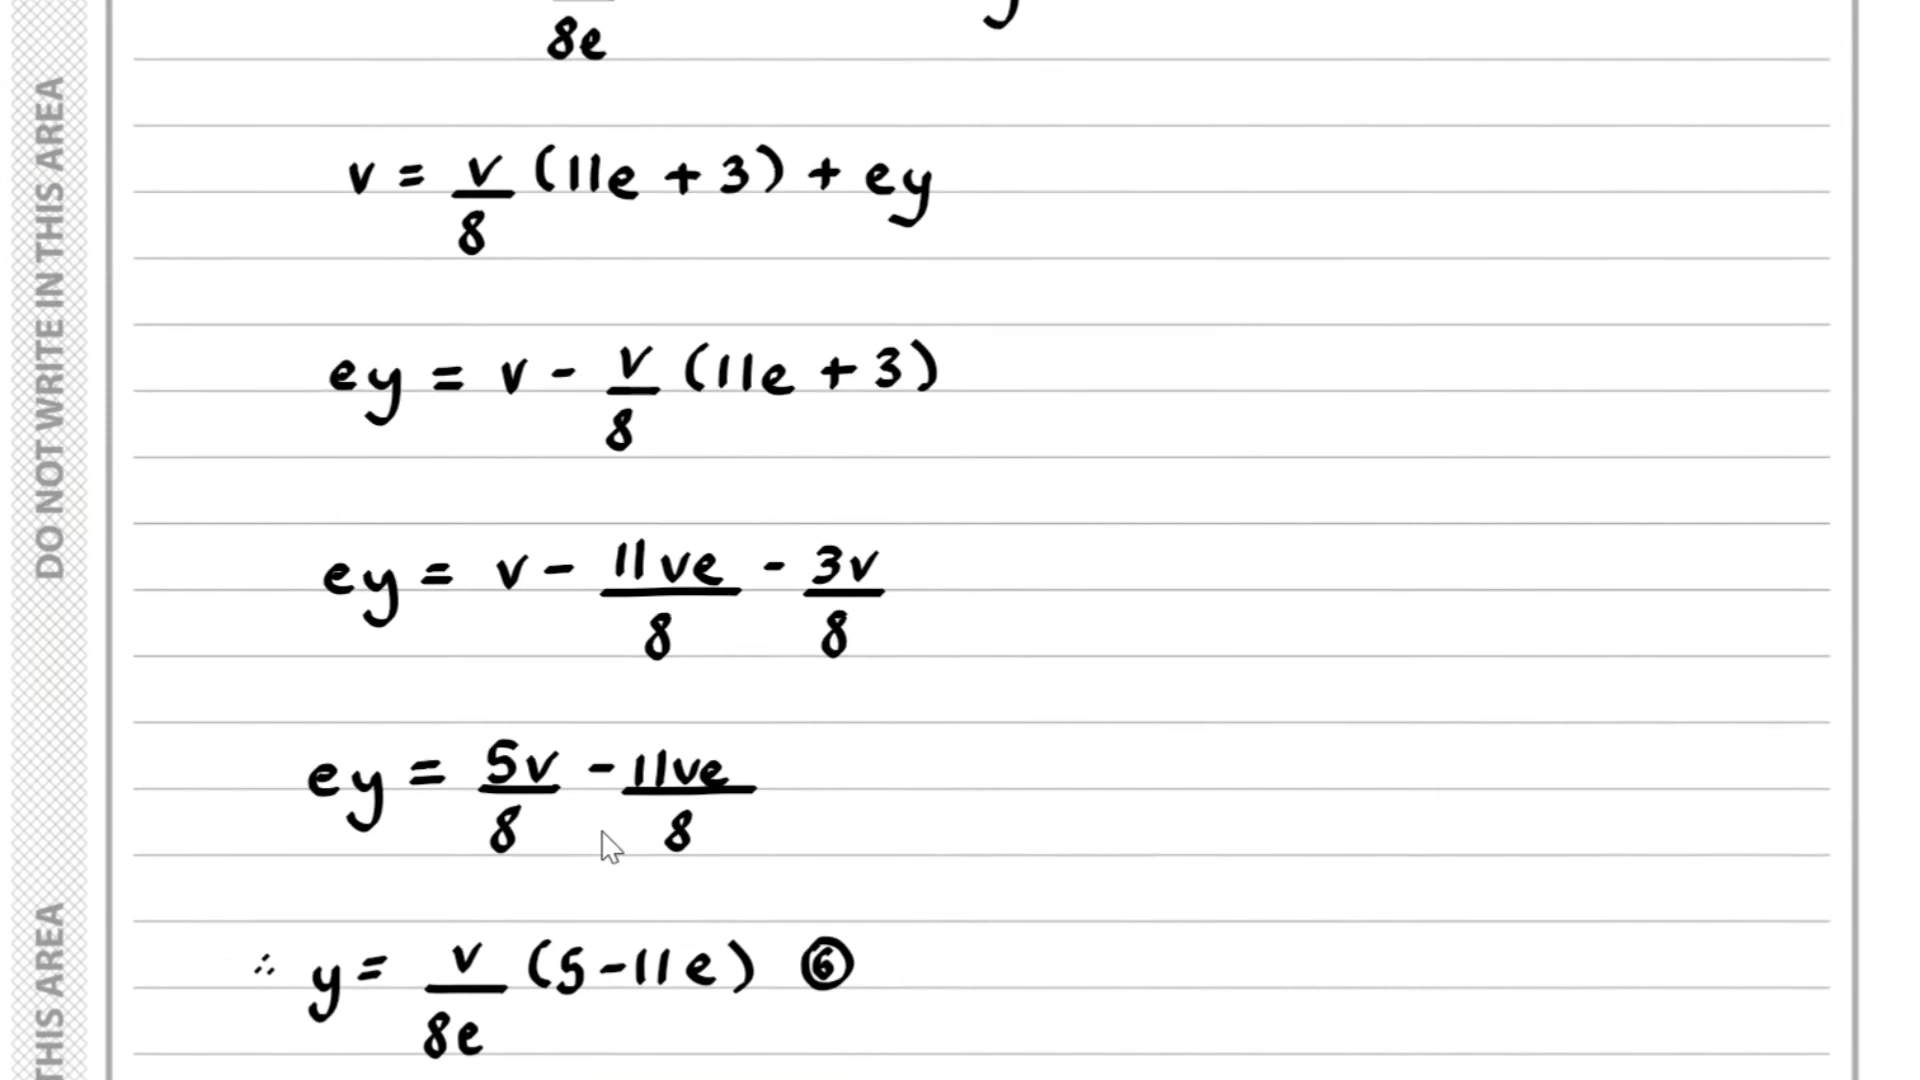 8e
v = v/8 (11e + 3) + ey
ey = v - v/8 (11e + 3)
ey = v - 11ve/8 - 3v/8
ey = 5v/8 - 11ve/8
∴ y = v/8e (5 - 11e) ⑥
DO NOT WRITE IN THIS AREA
THIS AREA